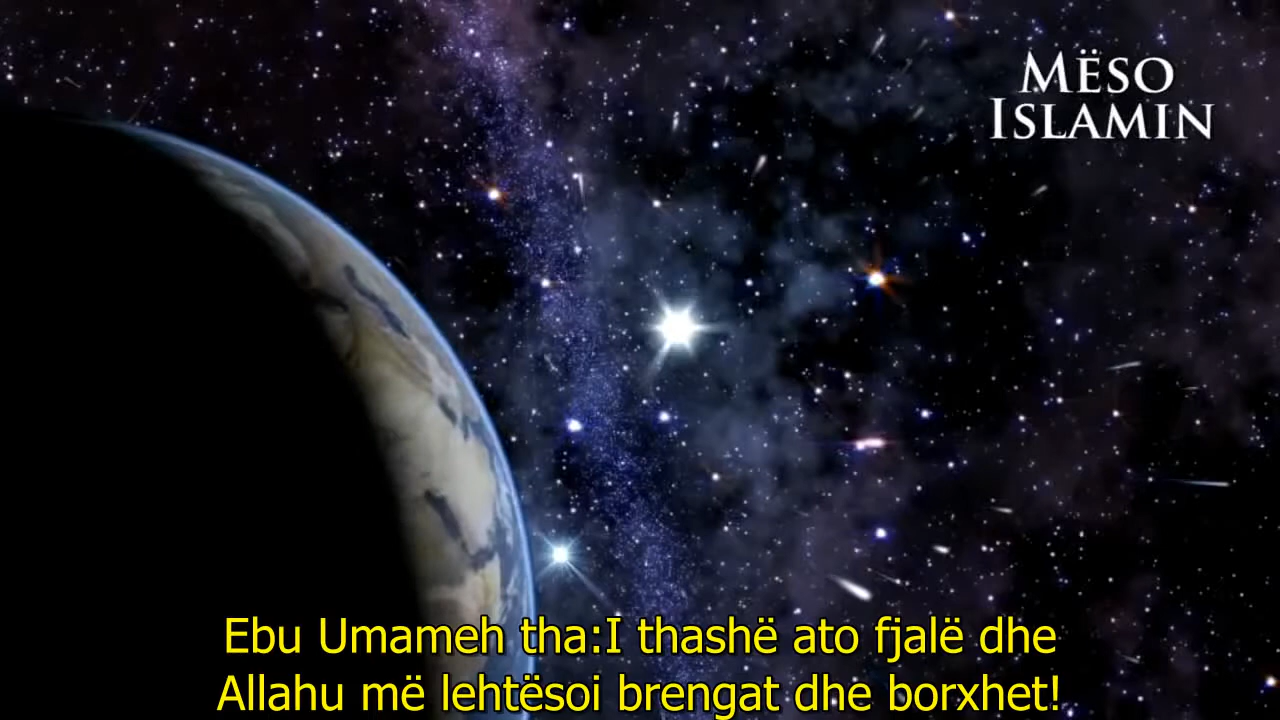 MËSO
ISLAMIN
Ebu Umameh tha:I thashë ato fjalë dhe
Allahu më lehtësoi brengat dhe borxhet!